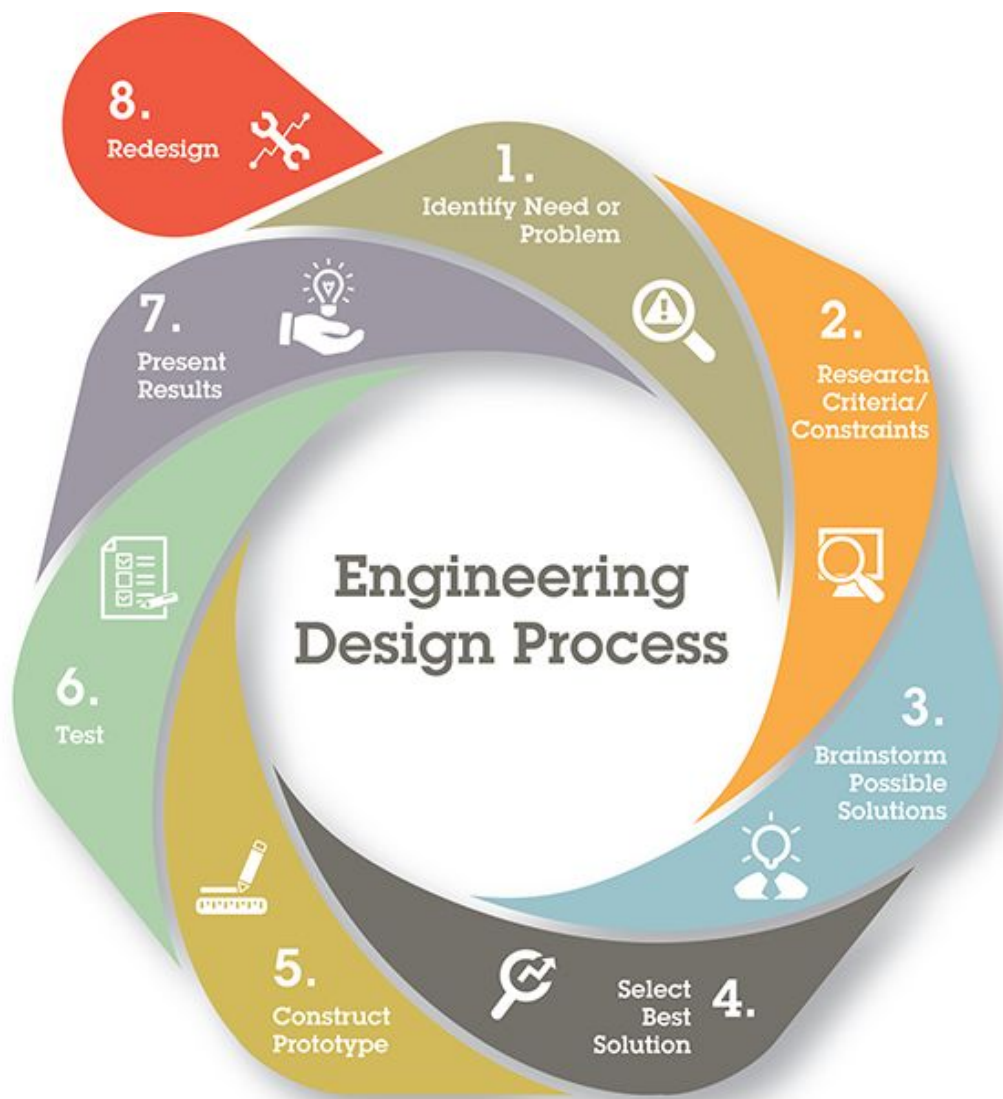 Engineering
Design Process
1.
Identify Need or
Problem
2.
Research
Criteria/
Constraints
3.
Brainstorm
Possible
Solutions
4.
Select
Best
Solution
5.
Construct
Prototype
6.
Test
7.
Present
Results
8.
Redesign